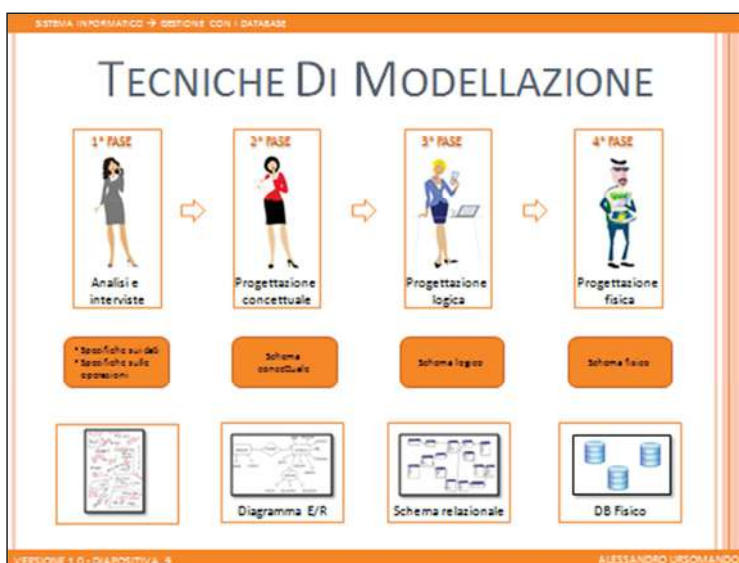 SISTEMA INFORMATICO → GESTIONE CON I DATABASE
TECNICHE DI MODELLAZIONE
1ª FASE
2ª FASE
3ª FASE
4ª FASE
Analisi e
interviste
Progettazione
concettuale
Progettazione
logica
Progettazione
fisica
* Specifiche sui dati
* Specifiche sulle
operazioni
Schema
concettuale
Schema logico
Schema fisico
Diagramma E/R
Schema relazionale
DB Fisico
VERSIONE 1.0 - DIAPOSITIVA 9
ALESSANDRO URSOMANDO